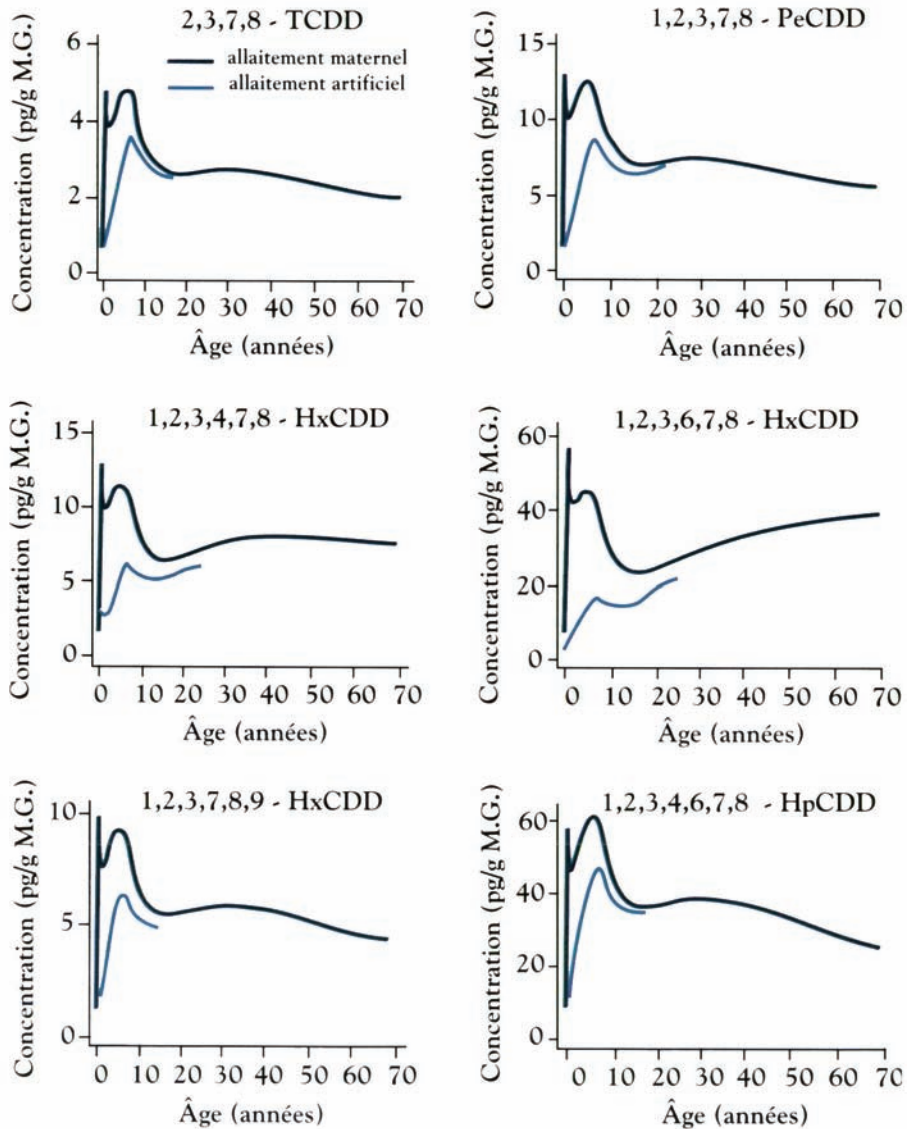 2,3,7,8 - TCDD
Concentration (pg/g M.G.)
6
4
2
0
allaitement maternel
allaitement artificiel
0 10 20 30 40 50 60 70
Âge (années)
1,2,3,7,8 - PeCDD
Concentration (pg/g M.G.)
15
10
5
0
0 10 20 30 40 50 60 70
Âge (années)
1,2,3,4,7,8 - HxCDD
Concentration (pg/g M.G.)
15
10
5
0
0 10 20 30 40 50 60 70
Âge (années)
1,2,3,6,7,8 - HxCDD
Concentration (pg/g M.G.)
60
40
20
0
0 10 20 30 40 50 60 70
Âge (années)
1,2,3,7,8,9 - HxCDD
Concentration (pg/g M.G.)
10
5
0
0 10 20 30 40 50 60 70
Âge (années)
1,2,3,4,6,7,8 - HpCDD
Concentration (pg/g M.G.)
60
40
20
0
0 10 20 30 40 50 60 70
Âge (années)